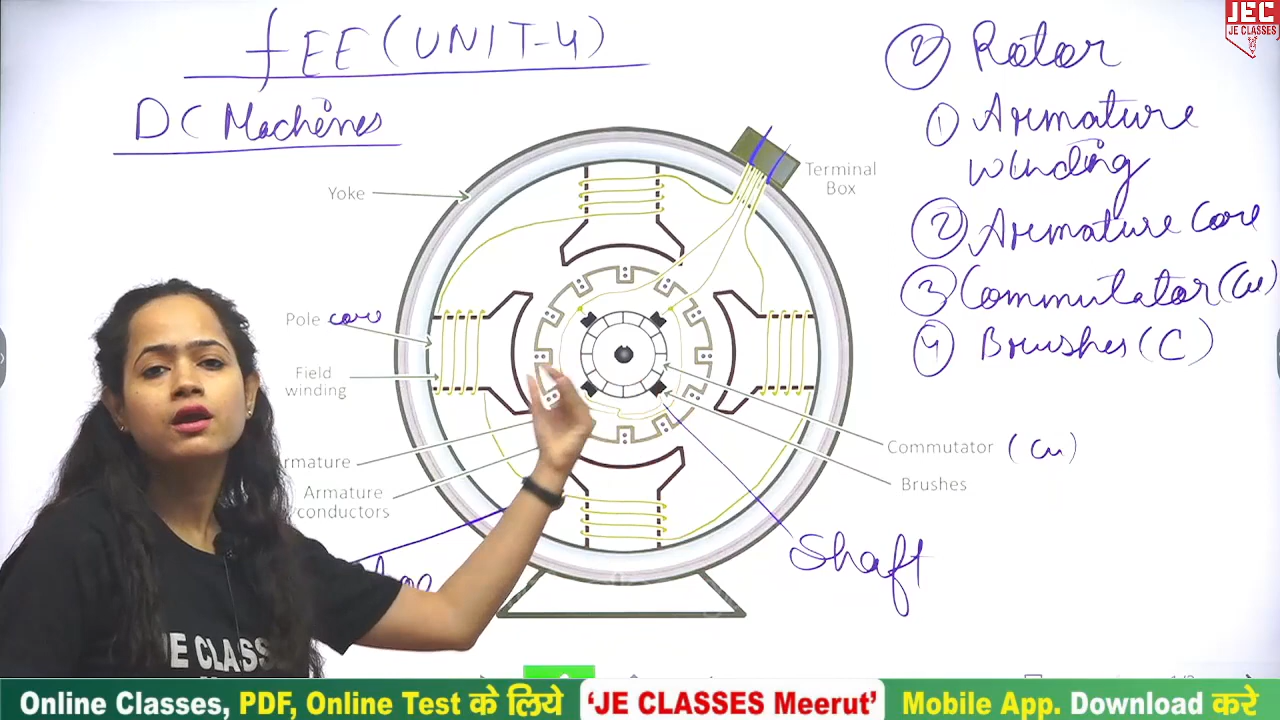 JEC
JE CLASSES
fEE (UNIT-4)
DC Machines
② Rotor
① Armature
winding
② Armature Core
③ Commutator (Cu)
④ Brushes (C)
Terminal
Box
Yoke
Pole core
Field
winding
rmature
Armature
conductors
Commutator (Cu)
Brushes
Shaft
JE CLASS
Online Classes, PDF, Online Test के लिये 'JE CLASSES Meerut' Mobile App. Download करे